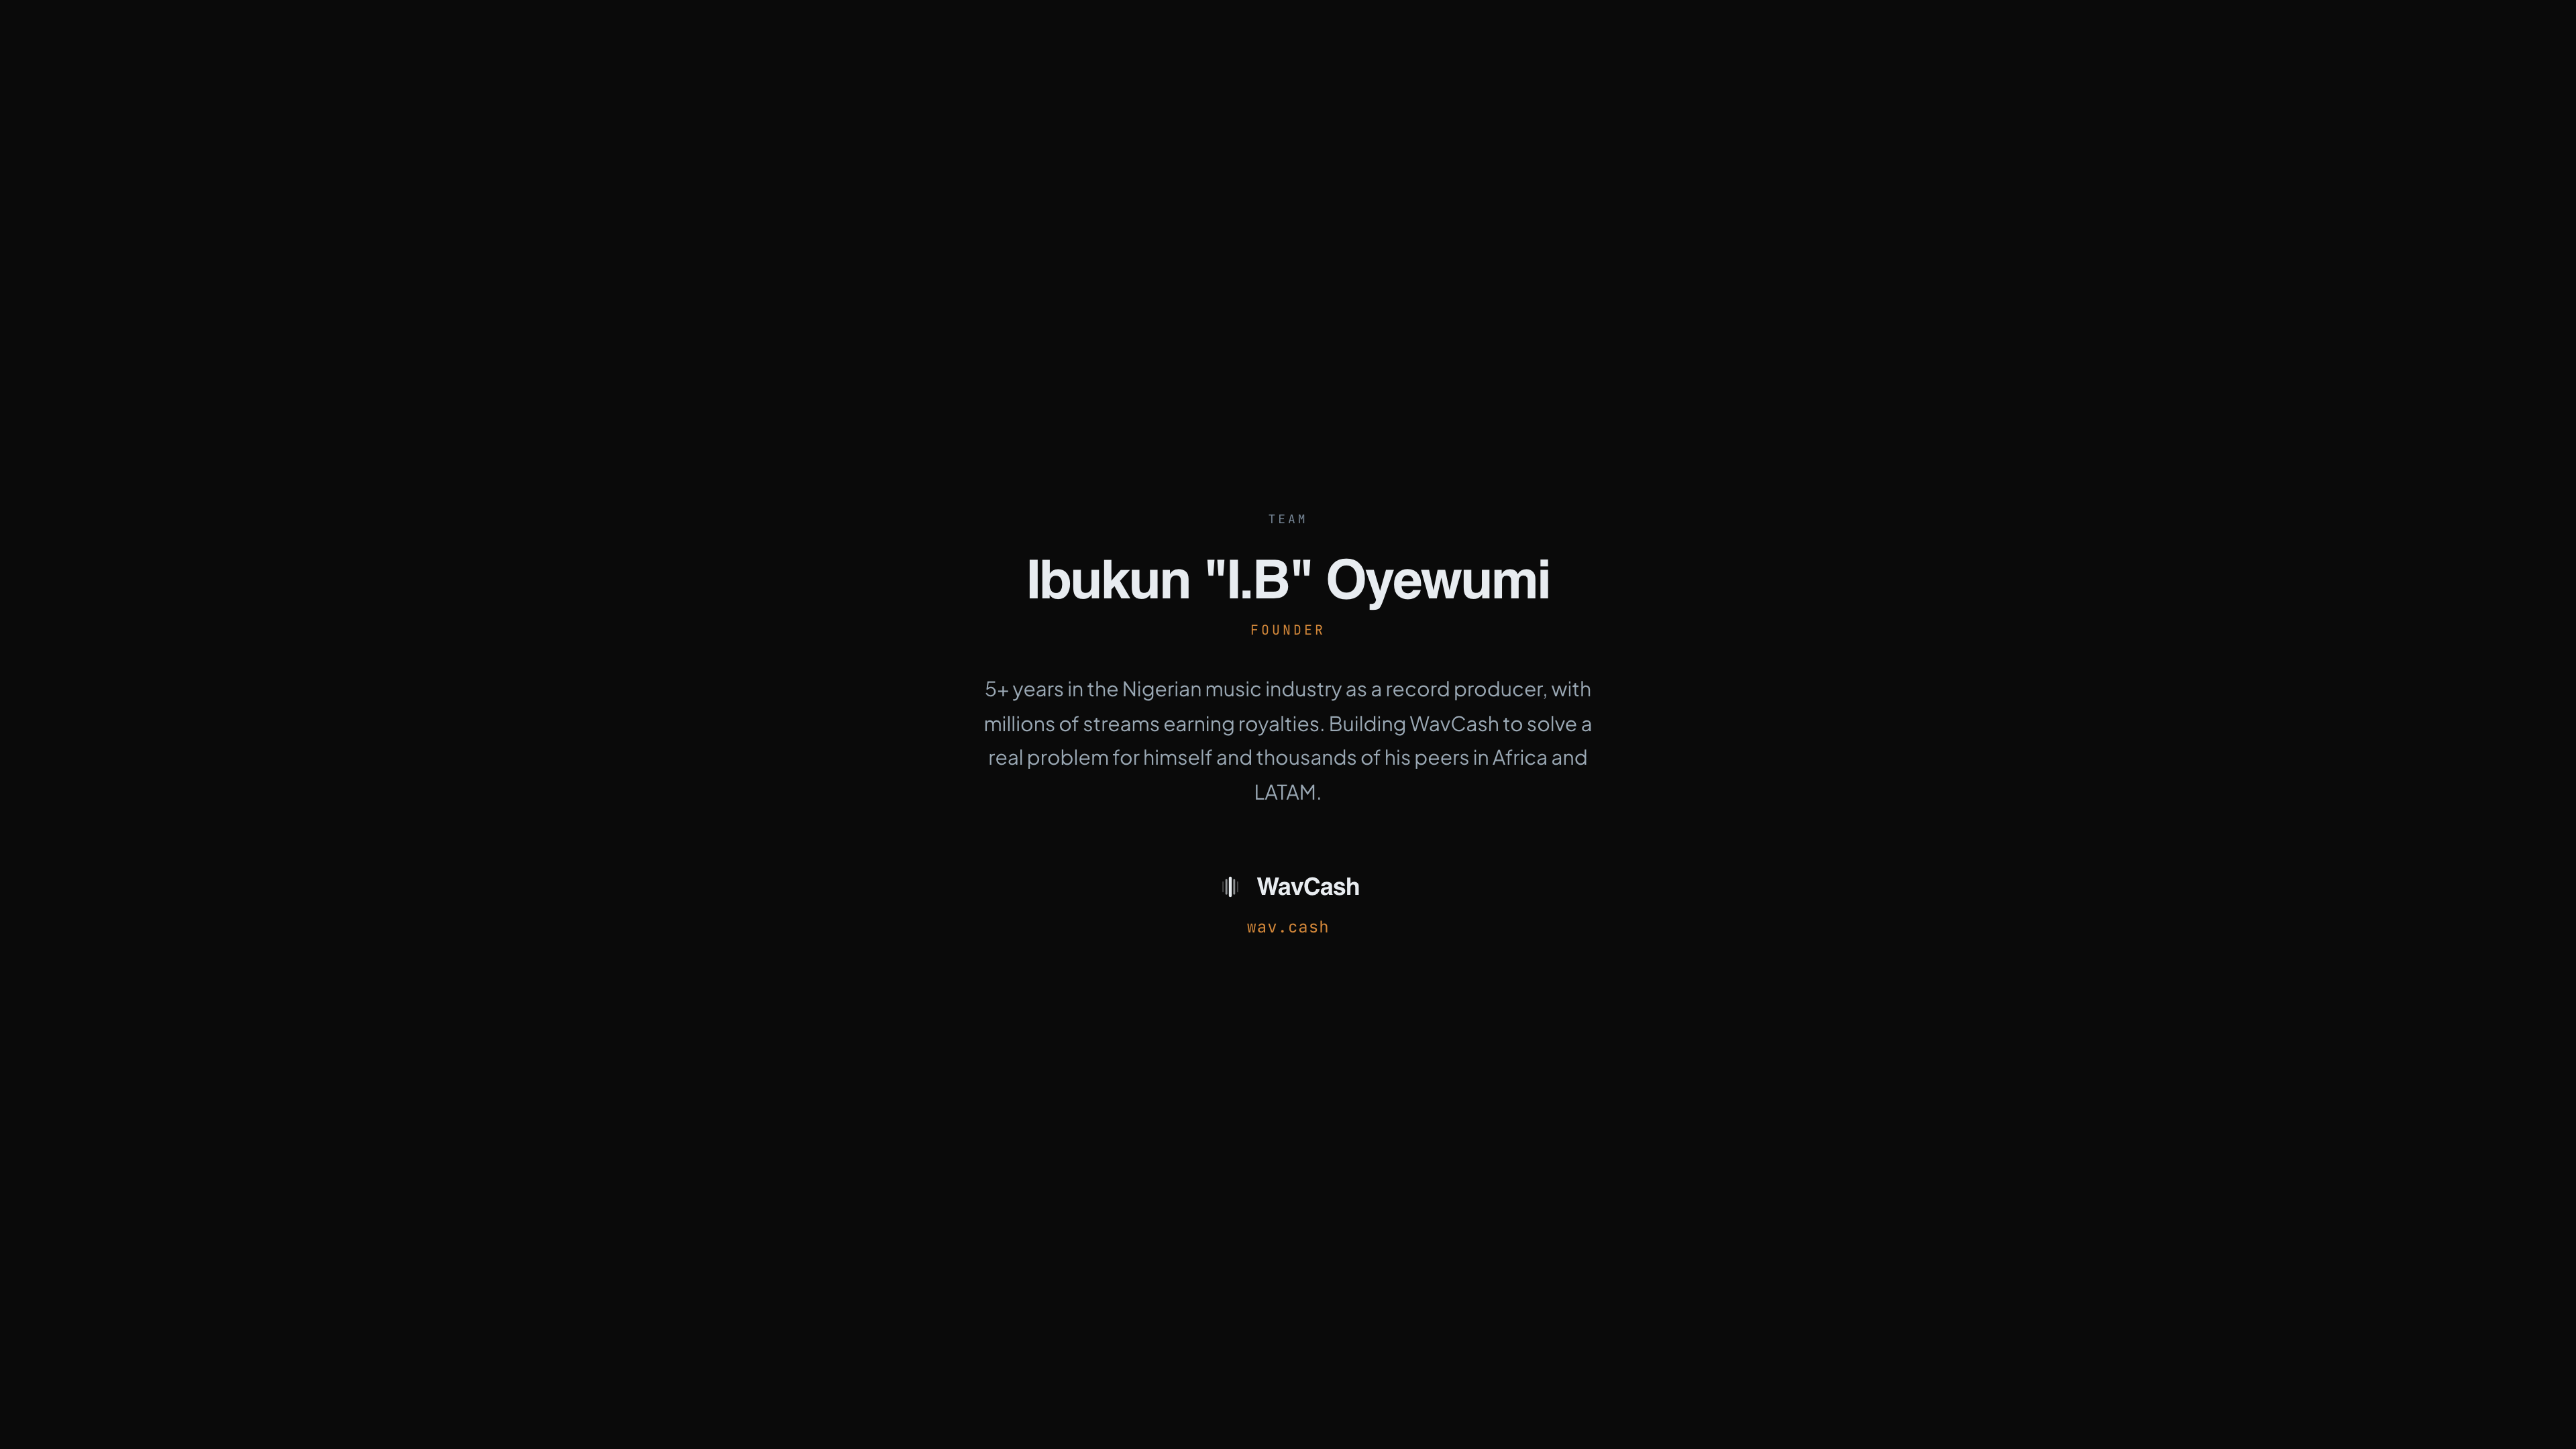 TEAM
Ibukun "I.B" Oyewumi
FOUNDER
5+ years in the Nigerian music industry as a record producer, with
millions of streams earning royalties. Building WavCash to solve a
real problem for himself and thousands of his peers in Africa and
LATAM.
WavCash
wav.cash